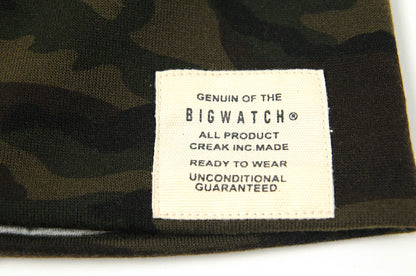 GENUIN OF THE
BIGWATCH®
ALL PRODUCT
CREAK INC.MADE
READY TO WEAR
UNCONDITIONAL
GUARANTEED.